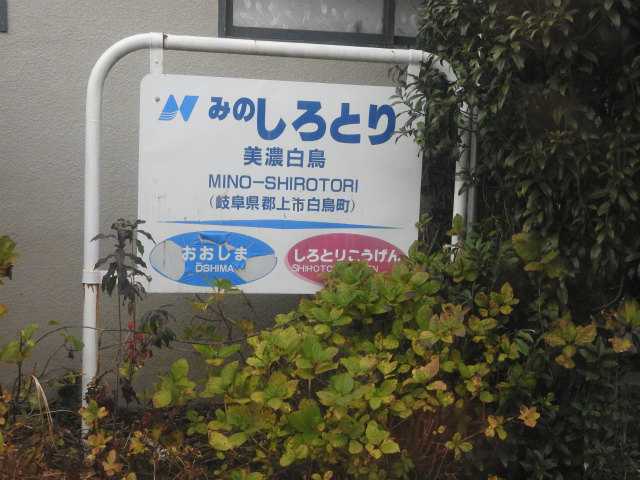 みのしろとり
美濃白鳥
MINO-SHIROTORI
(岐阜県郡上市白鳥町)
おおしま しろとりこうげん
ŌSHIMA